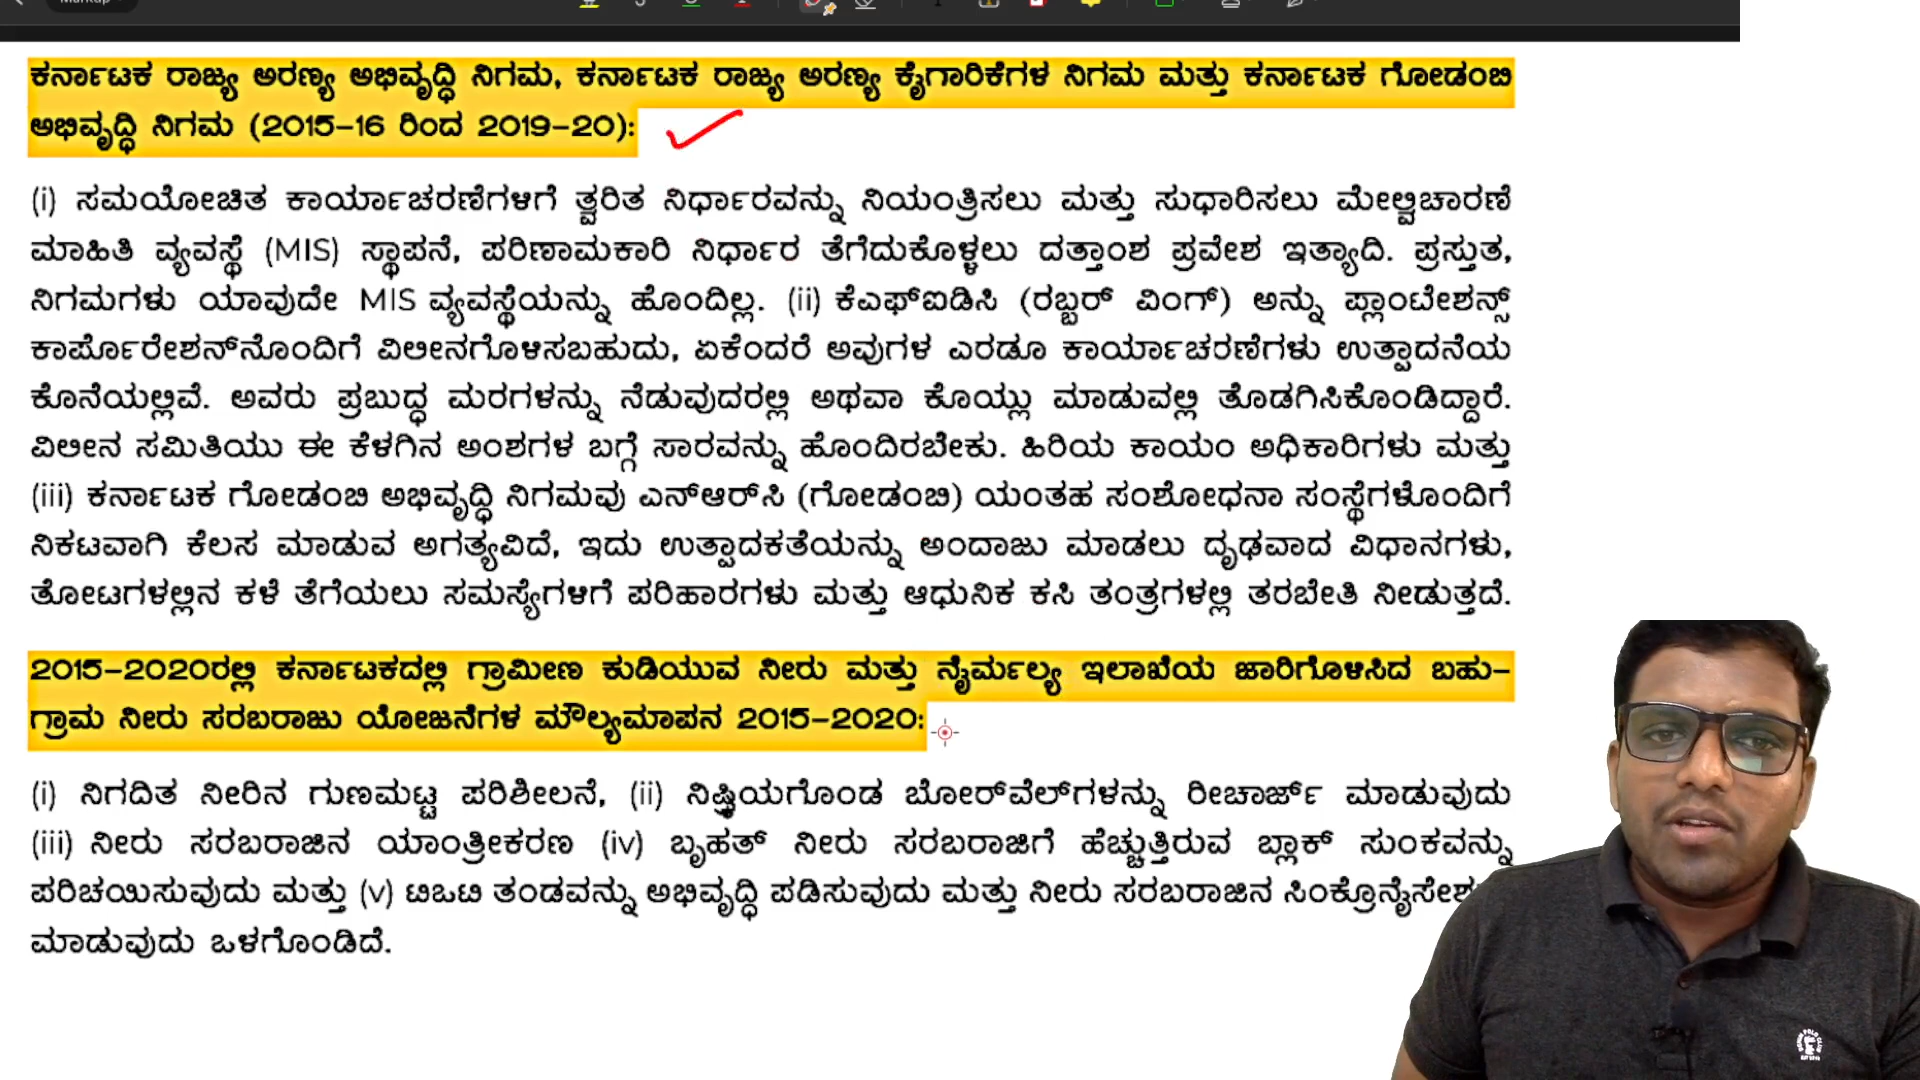 ಕರ್ನಾಟಕ ರಾಜ್ಯ ಅರಣ್ಯ ಅಭಿವೃದ್ಧಿ ನಿಗಮ, ಕರ್ನಾಟಕ ರಾಜ್ಯ ಅರಣ್ಯ ಕೈಗಾರಿಕೆಗಳ ನಿಗಮ ಮತ್ತು ಕರ್ನಾಟಕ ಗೋಡಂಬಿ
ಅಭಿವೃದ್ಧಿ ನಿಗಮ (2015-16 ರಿಂದ 2019-20):
(i) ಸಮಯೋಚಿತ ಕಾರ್ಯಾಚರಣೆಗಳಿಗೆ ತ್ವರಿತ ನಿರ್ಧಾರವನ್ನು ನಿಯಂತ್ರಿಸಲು ಮತ್ತು ಸುಧಾರಿಸಲು ಮೇಲ್ವಿಚಾರಣೆ
ಮಾಹಿತಿ ವ್ಯವಸ್ಥೆ (MIS) ಸ್ಥಾಪನೆ, ಪರಿಣಾಮಕಾರಿ ನಿರ್ಧಾರ ತೆಗೆದುಕೊಳ್ಳಲು ದತ್ತಾಂಶ ಪ್ರವೇಶ ಇತ್ಯಾದಿ. ಪ್ರಸ್ತುತ,
ನಿಗಮಗಳು ಯಾವುದೇ MIS ವ್ಯವಸ್ಥೆಯನ್ನು ಹೊಂದಿಲ್ಲ. (ii) ಕೆಎಫ್‌ಐಡಿಸಿ (ರಬ್ಬರ್ ವಿಂಗ್) ಅನ್ನು ಪ್ಲಾಂಟೇಶನ್ಸ್
ಕಾರ್ಪೊರೇಶನ್‌ನೊಂದಿಗೆ ವಿಲೀನಗೊಳಿಸಬಹುದು, ಏಕೆಂದರೆ ಅವುಗಳ ಎರಡೂ ಕಾರ್ಯಾಚರಣೆಗಳು ಉತ್ಪಾದನೆಯ
ಕೊನೆಯಲ್ಲಿವೆ. ಅವರು ಪ್ರಬುದ್ಧ ಮರಗಳನ್ನು ನೆಡುವುದರಲ್ಲಿ ಅಥವಾ ಕೊಯ್ಲು ಮಾಡುವಲ್ಲಿ ತೊಡಗಿಸಿಕೊಂಡಿದ್ದಾರೆ.
ವಿಲೀನ ಸಮಿತಿಯು ಈ ಕೆಳಗಿನ ಅಂಶಗಳ ಬಗ್ಗೆ ಸಾರವನ್ನು ಹೊಂದಿರಬೇಕು. ಹಿರಿಯ ಕಾಯಂ ಅಧಿಕಾರಿಗಳು ಮತ್ತು
(iii) ಕರ್ನಾಟಕ ಗೋಡಂಬಿ ಅಭಿವೃದ್ಧಿ ನಿಗಮವು ಎನ್‌ಆರ್‌ಸಿ (ಗೋಡಂಬಿ) ಯಂತಹ ಸಂಶೋಧನಾ ಸಂಸ್ಥೆಗಳೊಂದಿಗೆ
ನಿಕಟವಾಗಿ ಕೆಲಸ ಮಾಡುವ ಅಗತ್ಯವಿದೆ, ಇದು ಉತ್ಪಾದಕತೆಯನ್ನು ಅಂದಾಜು ಮಾಡಲು ದೃಢವಾದ ವಿಧಾನಗಳು,
ತೋಟಗಳಲ್ಲಿನ ಕಳೆ ತೆಗೆಯಲು ಸಮಸ್ಯೆಗಳಿಗೆ ಪರಿಹಾರಗಳು ಮತ್ತು ಆಧುನಿಕ ಕಸಿ ತಂತ್ರಗಳಲ್ಲಿ ತರಬೇತಿ ನೀಡುತ್ತದೆ.
2015-2020ರಲ್ಲಿ ಕರ್ನಾಟಕದಲ್ಲಿ ಗ್ರಾಮೀಣ ಕುಡಿಯುವ ನೀರು ಮತ್ತು ನೈರ್ಮಲ್ಯ ಇಲಾಖೆಯ ಜಾರಿಗೊಳಿಸಿದ ಬಹು-
ಗ್ರಾಮ ನೀರು ಸರಬರಾಜು ಯೋಜನೆಗಳ ಮೌಲ್ಯಮಾಪನ 2015-2020:
(i) ನಿಗದಿತ ನೀರಿನ ಗುಣಮಟ್ಟ ಪರಿಶೀಲನೆ, (ii) ನಿಷ್ಕ್ರಿಯಗೊಂಡ ಬೋರ್‌ವೆಲ್‌ಗಳನ್ನು ರೀಚಾರ್ಜ್ ಮಾಡುವುದು
(iii) ನೀರು ಸರಬರಾಜಿನ ಯಾಂತ್ರೀಕರಣ (iv) ಬೃಹತ್ ನೀರು ಸರಬರಾಜಿಗೆ ಹೆಚ್ಚುತ್ತಿರುವ ಬ್ಲಾಕ್ ಸುಂಕವನ್ನು
ಪರಿಚಯಿಸುವುದು ಮತ್ತು (v) ಟಿಒಟಿ ತಂಡವನ್ನು ಅಭಿವೃದ್ಧಿ ಪಡಿಸುವುದು ಮತ್ತು ನೀರು ಸರಬರಾಜಿನ
ಮಾಡುವುದು ಒಳಗೊಂಡಿದೆ.